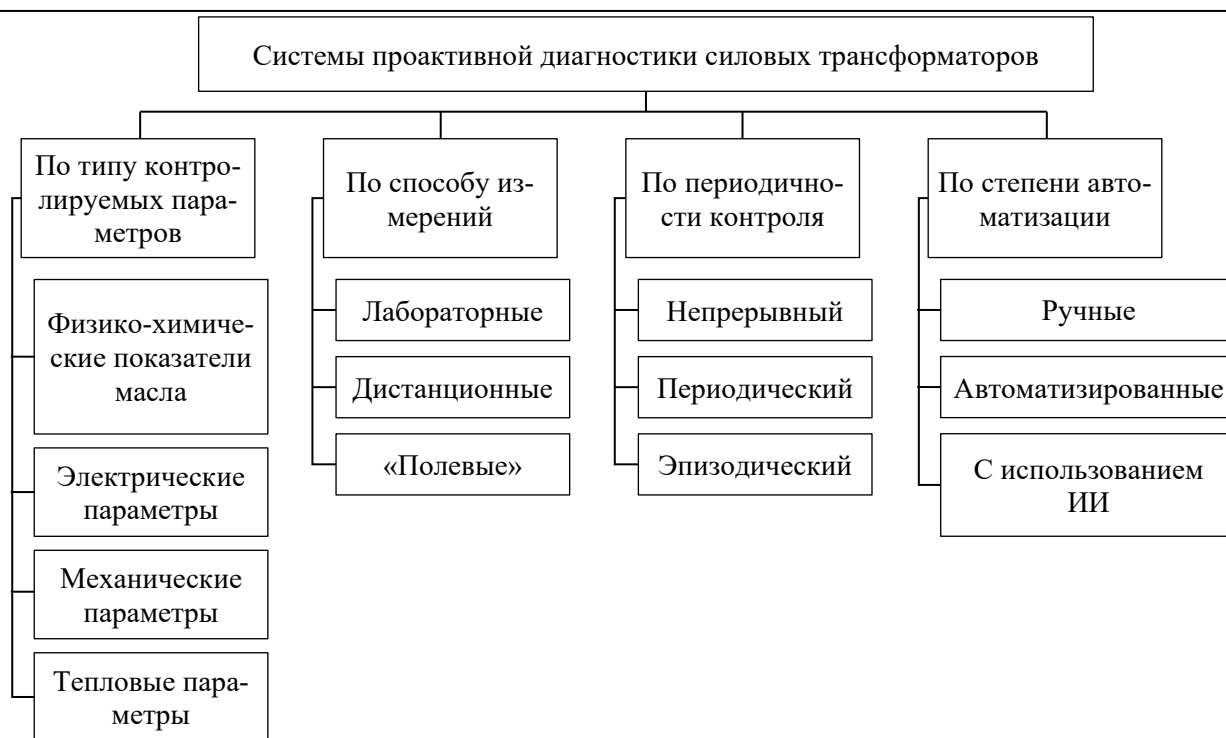 Системы проактивной диагностики силовых трансформаторов
По типу контро-
лируемых пара-
метров
Физико-химиче-
ские показатели
масла
Электрические
параметры
Механические
параметры
Тепловые пара-
метры
По способу из-
мерений
Лабораторные
Дистанционные
«Полевые»
По периодично-
сти контроля
Непрерывный
Периодический
Эпизодический
По степени авто-
матизации
Ручные
Автоматизированные
С использованием
ИИ